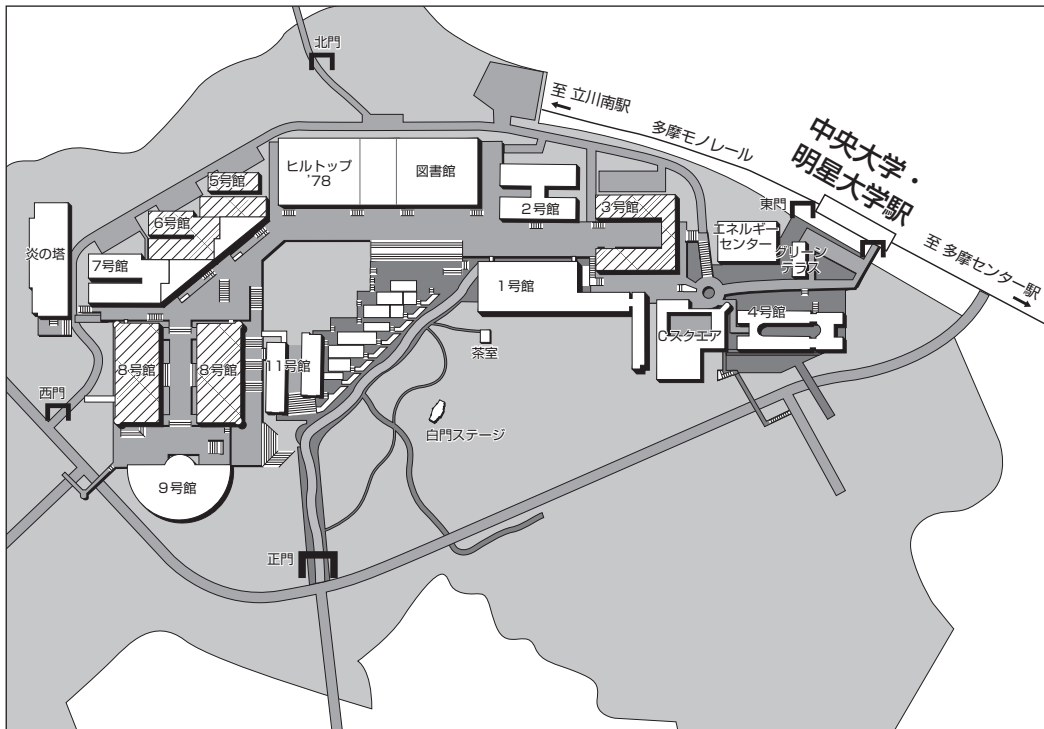 北門
至 立川南駅
多摩モノレール
中央大学・
明星大学駅
東門
至 多摩センター駅
ヒルトップ
'78
図書館
2号館
3号館
エネルギー
センター
グリーン
テラス
5号館
6号館
7号館
炎の塔
1号館
Cスクエア
4号館
茶室
8号館
8号館
11号館
西門
白門ステージ
9号館
正門